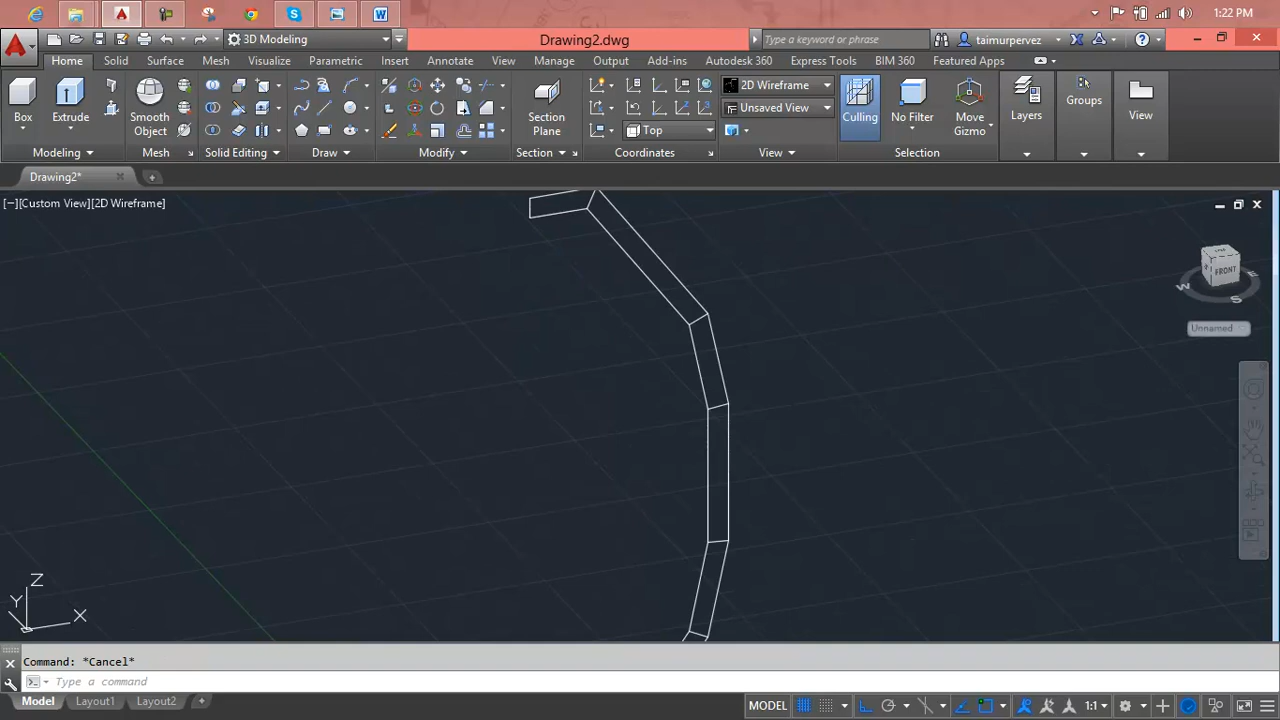 1:22 PM
3D Modeling
Drawing2.dwg
Type a keyword or phrase
taimurpervez
Home Solid Surface Mesh Visualize Parametric Insert Annotate View Manage Output Add-ins Autodesk 360 Express Tools BIM 360 Featured Apps
2D Wireframe
Unsaved View
Top
Box
Extrude
Smooth
Object
Section
Plane
Culling
No Filter
Move
Gizmo
Layers
Groups
View
Modeling
Mesh
Solid Editing
Draw
Modify
Section
Coordinates
View
Selection
Drawing2*
[−][Custom View][2D Wireframe]
FRONT
W
E
S
Unnamed
Z
Y
X
Command: *Cancel*
Type a command
Model Layout1 Layout2 +
MODEL
1:1